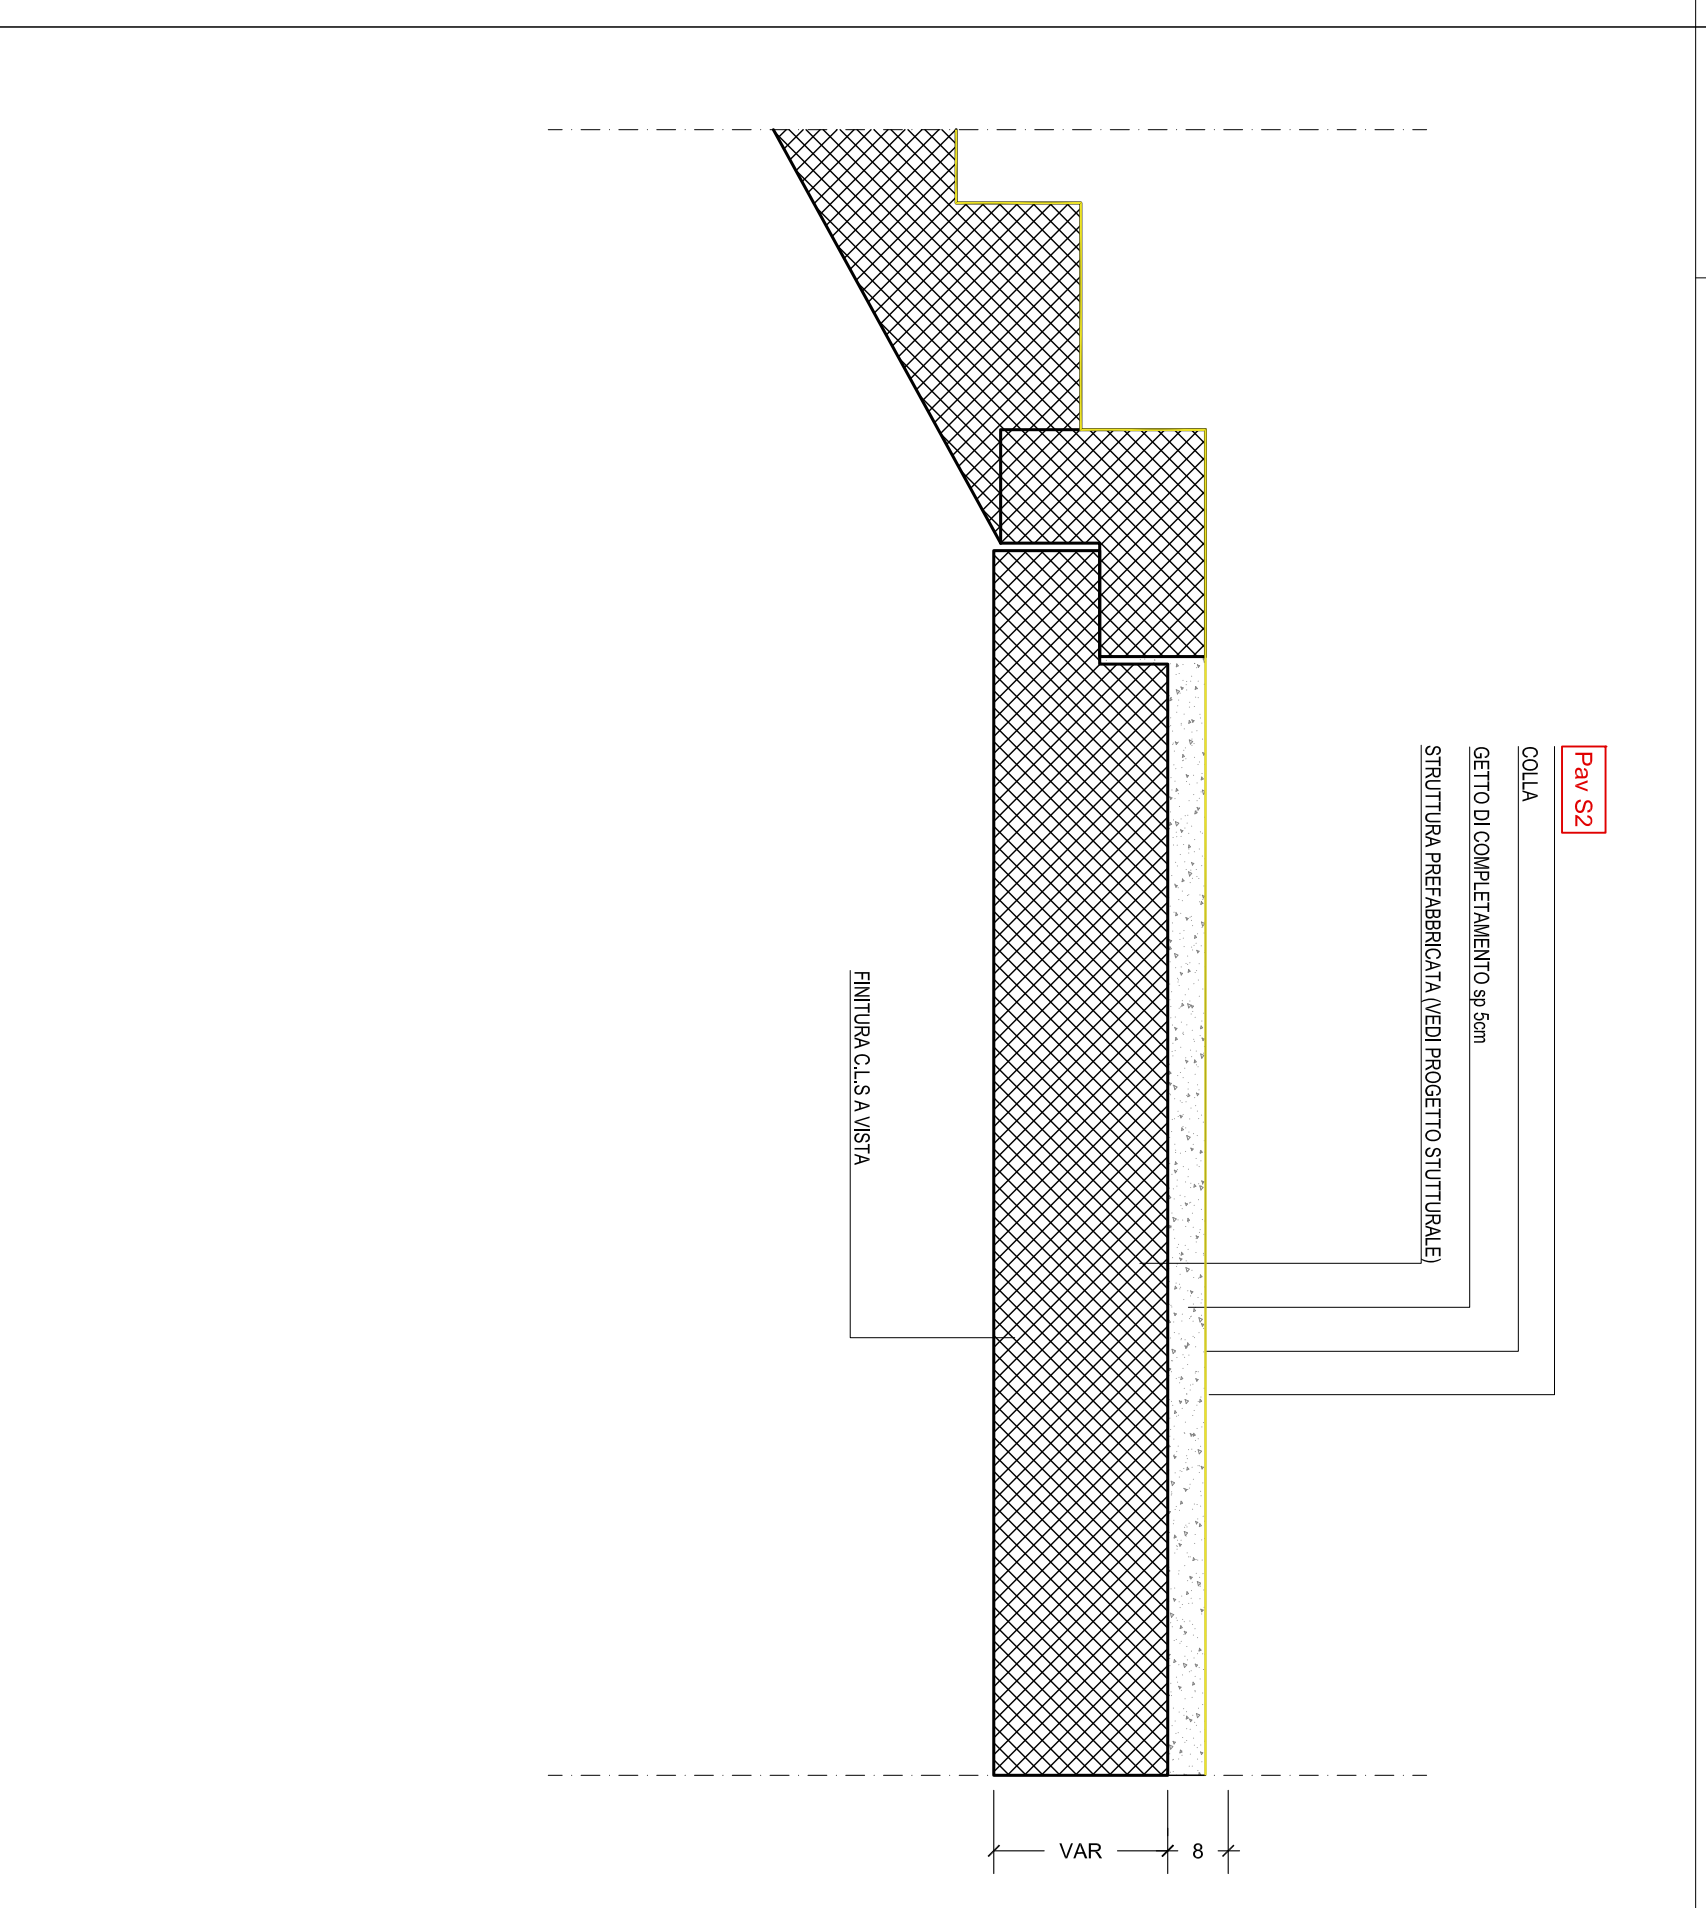 Pav S2
COLLA
GETTO DI COMPLETAMENTO sp 5cm
STRUTTURA PREFABBRICATA (VEDI PROGETTO STUTTURALE)
FINITURA C.L.S A VISTA
VAR
8